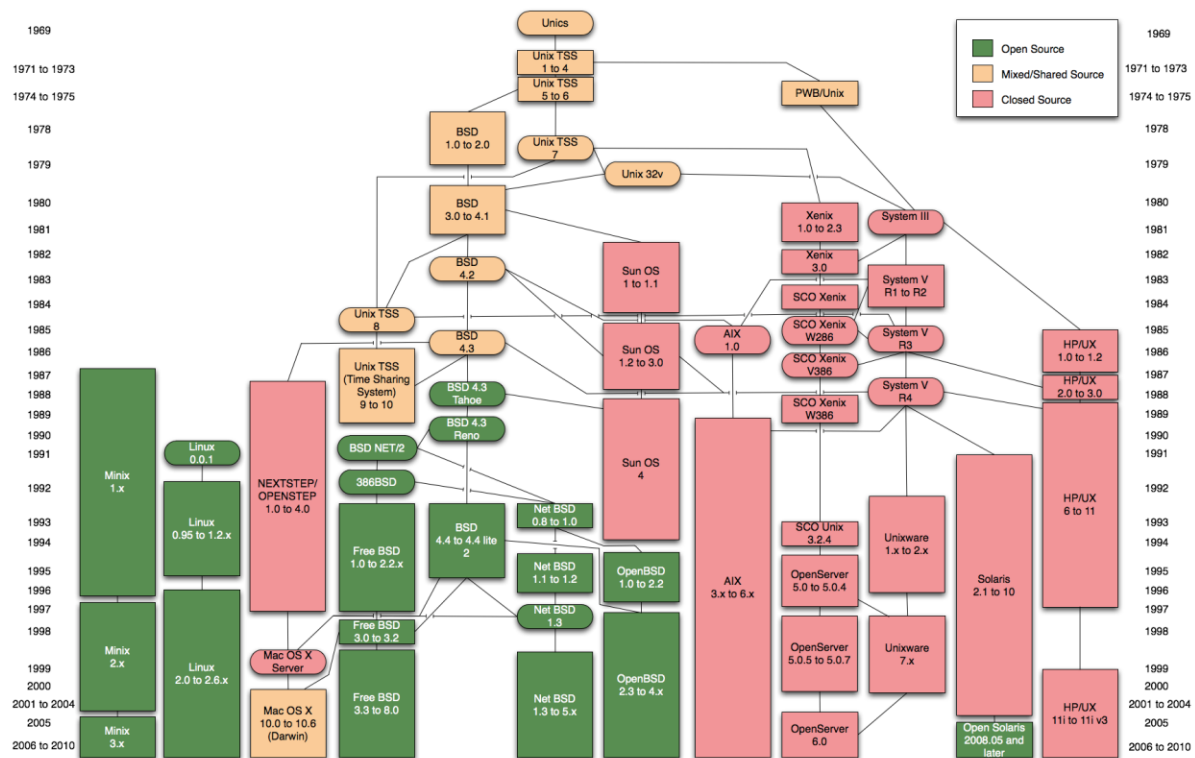 Unics
1969
1969
Open Source
Mixed/Shared Source
Closed Source
Unix TSS
1 to 4
1971 to 1973
1971 to 1973
Unix TSS
5 to 6
PWB/Unix
1974 to 1975
1974 to 1975
1978
1978
BSD
1.0 to 2.0
Unix TSS
7
1979
1979
Unix 32v
1980
1980
BSD
3.0 to 4.1
Xenix
1.0 to 2.3
System III
1981
1981
1982
1982
Xenix
3.0
BSD
4.2
Sun OS
1 to 1.1
1983
1983
System V
R1 to R2
SCO Xenix
1984
1984
Unix TSS
8
1985
1985
SCO Xenix
W286
AIX
1.0
System V
R3
BSD
4.3
1986
1986
Sun OS
1.2 to 3.0
HP/UX
1.0 to 1.2
Unix TSS
(Time Sharing
System)
9 to 10
SCO Xenix
V386
1987
1987
HP/UX
2.0 to 3.0
1988
1988
BSD 4.3
Tahoe
System V
R4
SCO Xenix
W386
1989
1989
BSD 4.3
Reno
1990
1990
Linux
0.0.1
BSD NET/2
1991
1991
Minix
1.x
Sun OS
4
NEXTSTEP/
OPENSTEP
1.0 to 4.0
386BSD
1992
1992
HP/UX
6 to 11
Linux
0.95 to 1.2.x
Net BSD
0.8 to 1.0
1993
1993
BSD
4.4 to 4.4 lite
2
SCO Unix
3.2.4
Unixware
1.x to 2.x
1994
1994
Free BSD
1.0 to 2.2.x
Net BSD
1.1 to 1.2
OpenBSD
1.0 to 2.2
1995
1995
AIX
3.x to 6.x
OpenServer
5.0 to 5.0.4
Solaris
2.1 to 10
1996
1996
1997
1997
Net BSD
1.3
1998
1998
Free BSD
3.0 to 3.2
OpenServer
5.0.5 to 5.0.7
Unixware
7.x
Minix
2.x
Mac OS X
Server
1999
1999
Linux
2.0 to 2.6.x
OpenBSD
2.3 to 4.x
2000
2000
Free BSD
3.3 to 8.0
Net BSD
1.3 to 5.x
2001 to 2004
2001 to 2004
Mac OS X
10.0 to 10.6
(Darwin)
HP/UX
11i to 11i v3
2005
2005
Minix
3.x
OpenServer
6.0
Open Solaris
2008.05 and
later
2006 to 2010
2006 to 2010